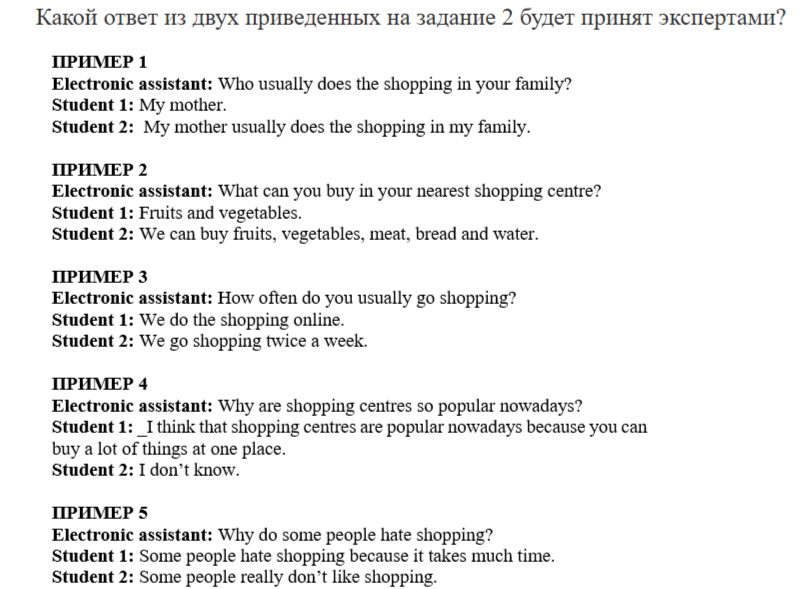 Какой ответ из двух приведенных на задание 2 будет принят экспертами?
ПРИМЕР 1
Electronic assistant: Who usually does the shopping in your family?
Student 1: My mother.
Student 2:  My mother usually does the shopping in my family.
ПРИМЕР 2
Electronic assistant: What can you buy in your nearest shopping centre?
Student 1: Fruits and vegetables.
Student 2: We can buy fruits, vegetables, meat, bread and water.
ПРИМЕР 3
Electronic assistant: How often do you usually go shopping?
Student 1: We do the shopping online.
Student 2: We go shopping twice a week.
ПРИМЕР 4
Electronic assistant: Why are shopping centres so popular nowadays?
Student 1: _I think that shopping centres are popular nowadays because you can
buy a lot of things at one place.
Student 2: I don’t know.
ПРИМЕР 5
Electronic assistant: Why do some people hate shopping?
Student 1: Some people hate shopping because it takes much time.
Student 2: Some people really don’t like shopping.